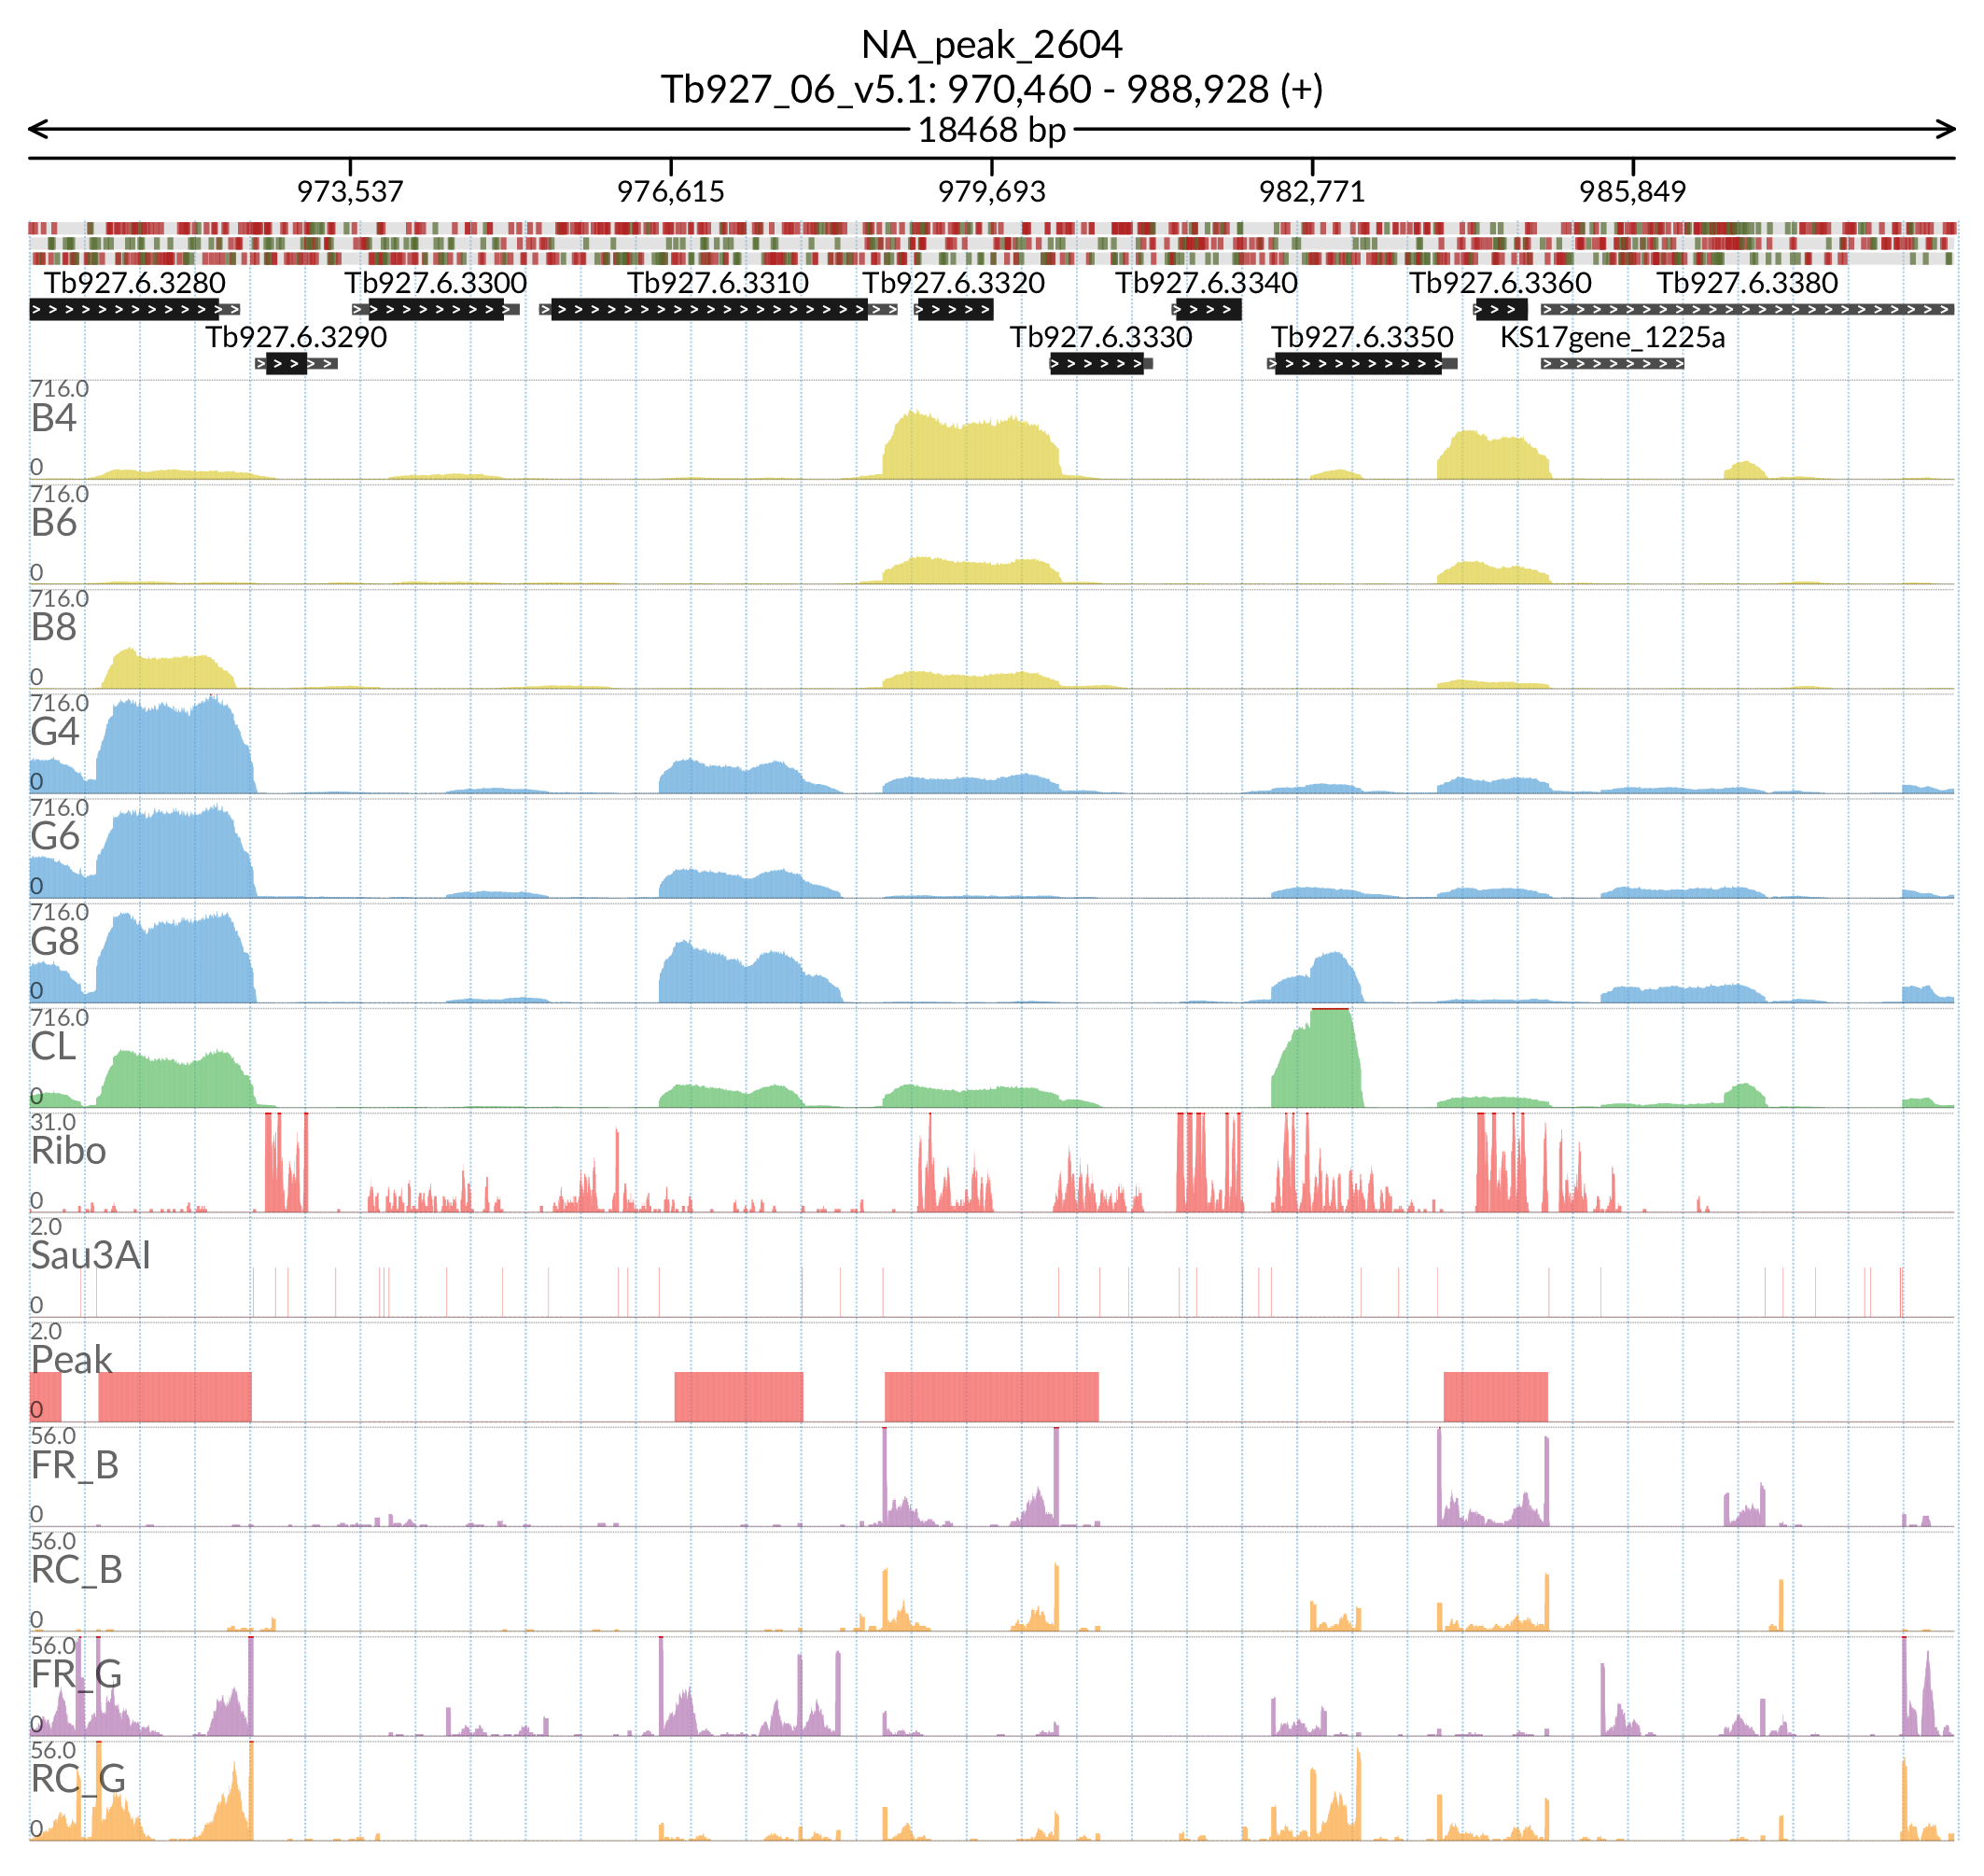 NA_peak_2604
Tb927_06_v5.1: 970,460 - 988,928 (+)
18468 bp
973,537 976,615 979,693 982,771 985,849
Tb927.6.3280 Tb927.6.3300 Tb927.6.3310 Tb927.6.3320 Tb927.6.3340 Tb927.6.3360 Tb927.6.3380
Tb927.6.3290 Tb927.6.3330 Tb927.6.3350 KS17gene_1225a
716.0
B4
0
716.0
B6
0
716.0
B8
0
716.0
G4
0
716.0
G6
0
716.0
G8
0
716.0
CL
0
31.0
Ribo
0
2.0
Sau3AI
0
2.0
Peak
0
56.0
FR_B
0
56.0
RC_B
0
56.0
FR_G
0
56.0
RC_G
0